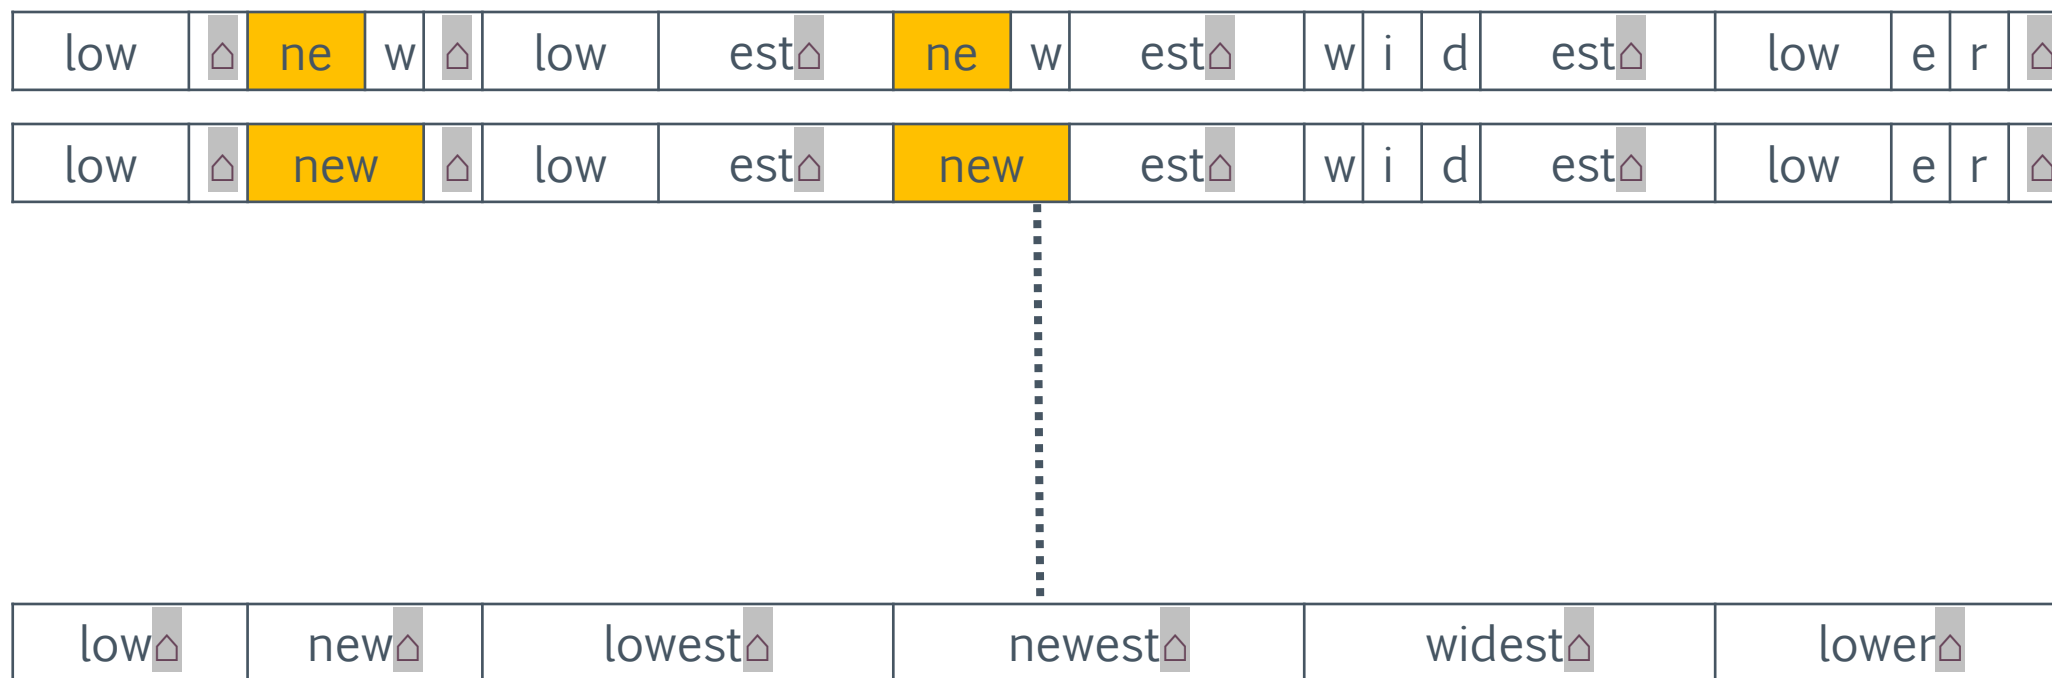 low ⌂ ne w ⌂ low est⌂ ne w est⌂ w i d est⌂ low e r ⌂
low ⌂ new ⌂ low est⌂ new est⌂ w i d est⌂ low e r ⌂
low⌂ new⌂ lowest⌂ newest⌂ widest⌂ lower⌂